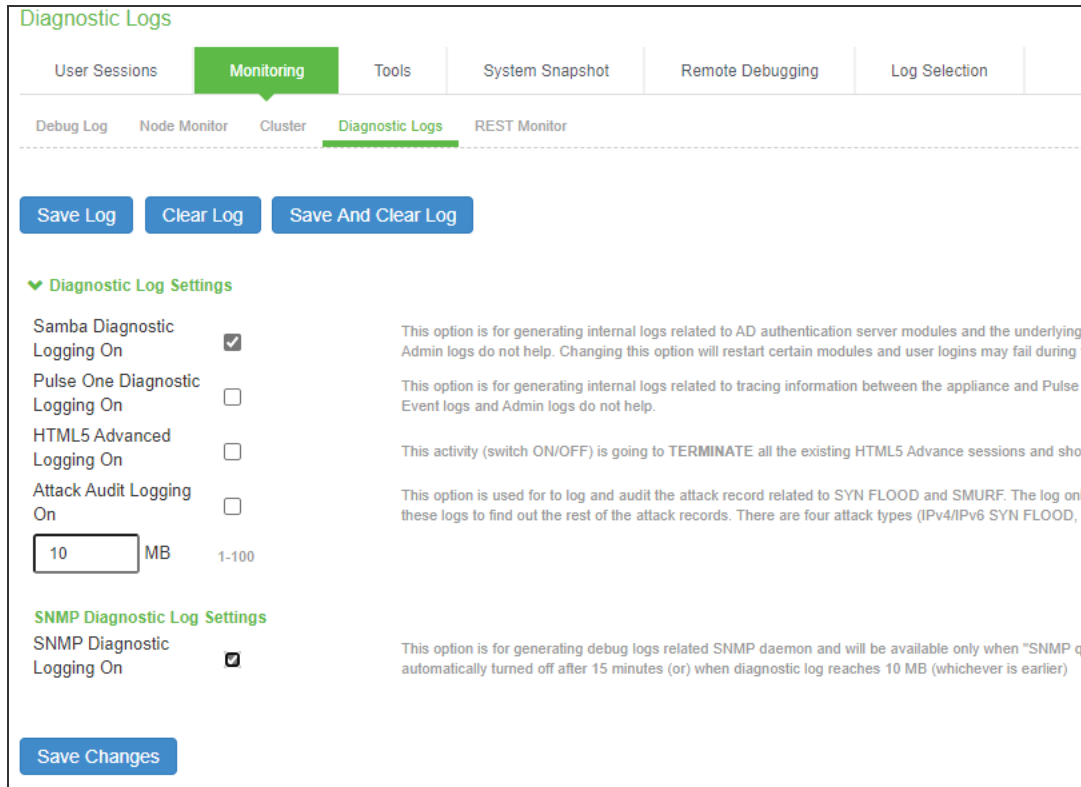 Diagnostic Logs
User Sessions Monitoring Tools System Snapshot Remote Debugging Log Selection
Debug Log Node Monitor Cluster Diagnostic Logs REST Monitor
Save Log Clear Log Save And Clear Log
Diagnostic Log Settings
Samba Diagnostic
Logging On
This option is for generating internal logs related to AD authentication server modules and the underlying
Admin logs do not help. Changing this option will restart certain modules and user logins may fail during
Pulse One Diagnostic
Logging On
This option is for generating internal logs related to tracing information between the appliance and Pulse
Event logs and Admin logs do not help.
HTML5 Advanced
Logging On
This activity (switch ON/OFF) is going to TERMINATE all the existing HTML5 Advance sessions and sho
Attack Audit Logging
On
This option is used for to log and audit the attack record related to SYN FLOOD and SMURF. The log onl
these logs to find out the rest of the attack records. There are four attack types (IPv4/IPv6 SYN FLOOD,
10 MB 1-100
SNMP Diagnostic Log Settings
SNMP Diagnostic
Logging On
This option is for generating debug logs related SNMP daemon and will be available only when "SNMP q
automatically turned off after 15 minutes (or) when diagnostic log reaches 10 MB (whichever is earlier)
Save Changes